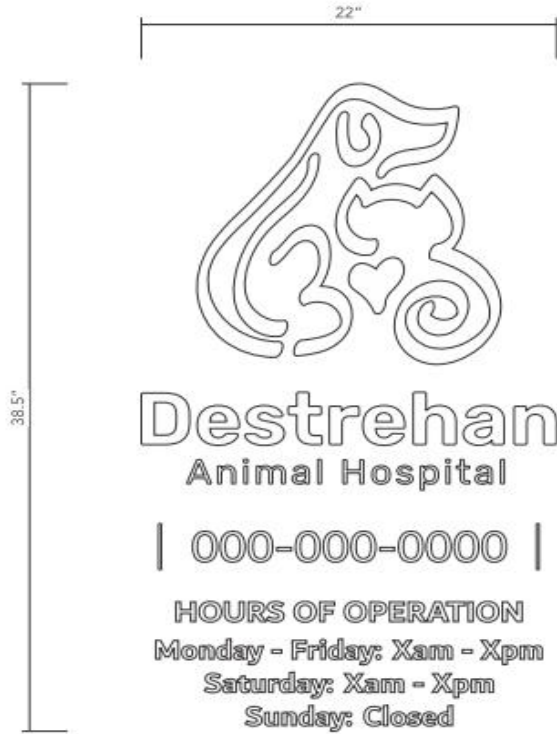 22"
38.5"
Destrehan
Animal Hospital
| 000-000-0000 |
HOURS OF OPERATION
Monday - Friday: Xam - Xpm
Saturday: Xam - Xpm
Sunday: Closed